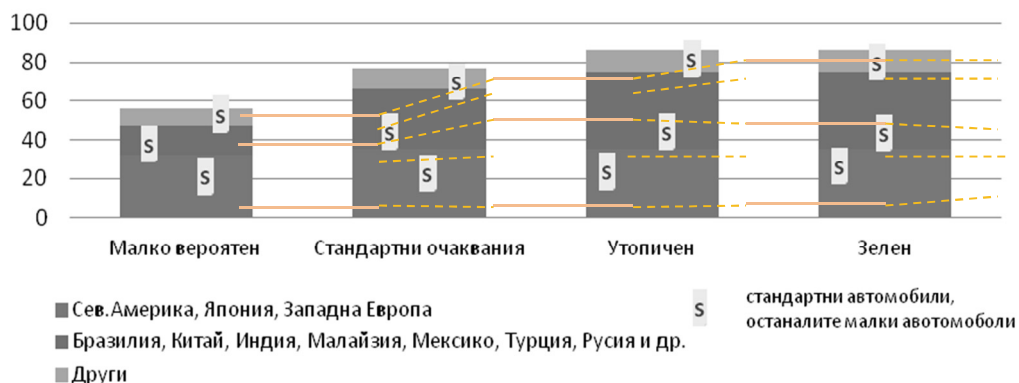 100
80
60
40
20
0
S S S S S S S S S S S S
Малко вероятен Стандартни очаквания Утопичен Зелен
Сев.Америка, Япония, Западна Европа
Бразилия, Китай, Индия, Малайзия, Мексико, Турция, Русия и др.
Други
S
стандартни автомобили,
останалите малки авотомоболи